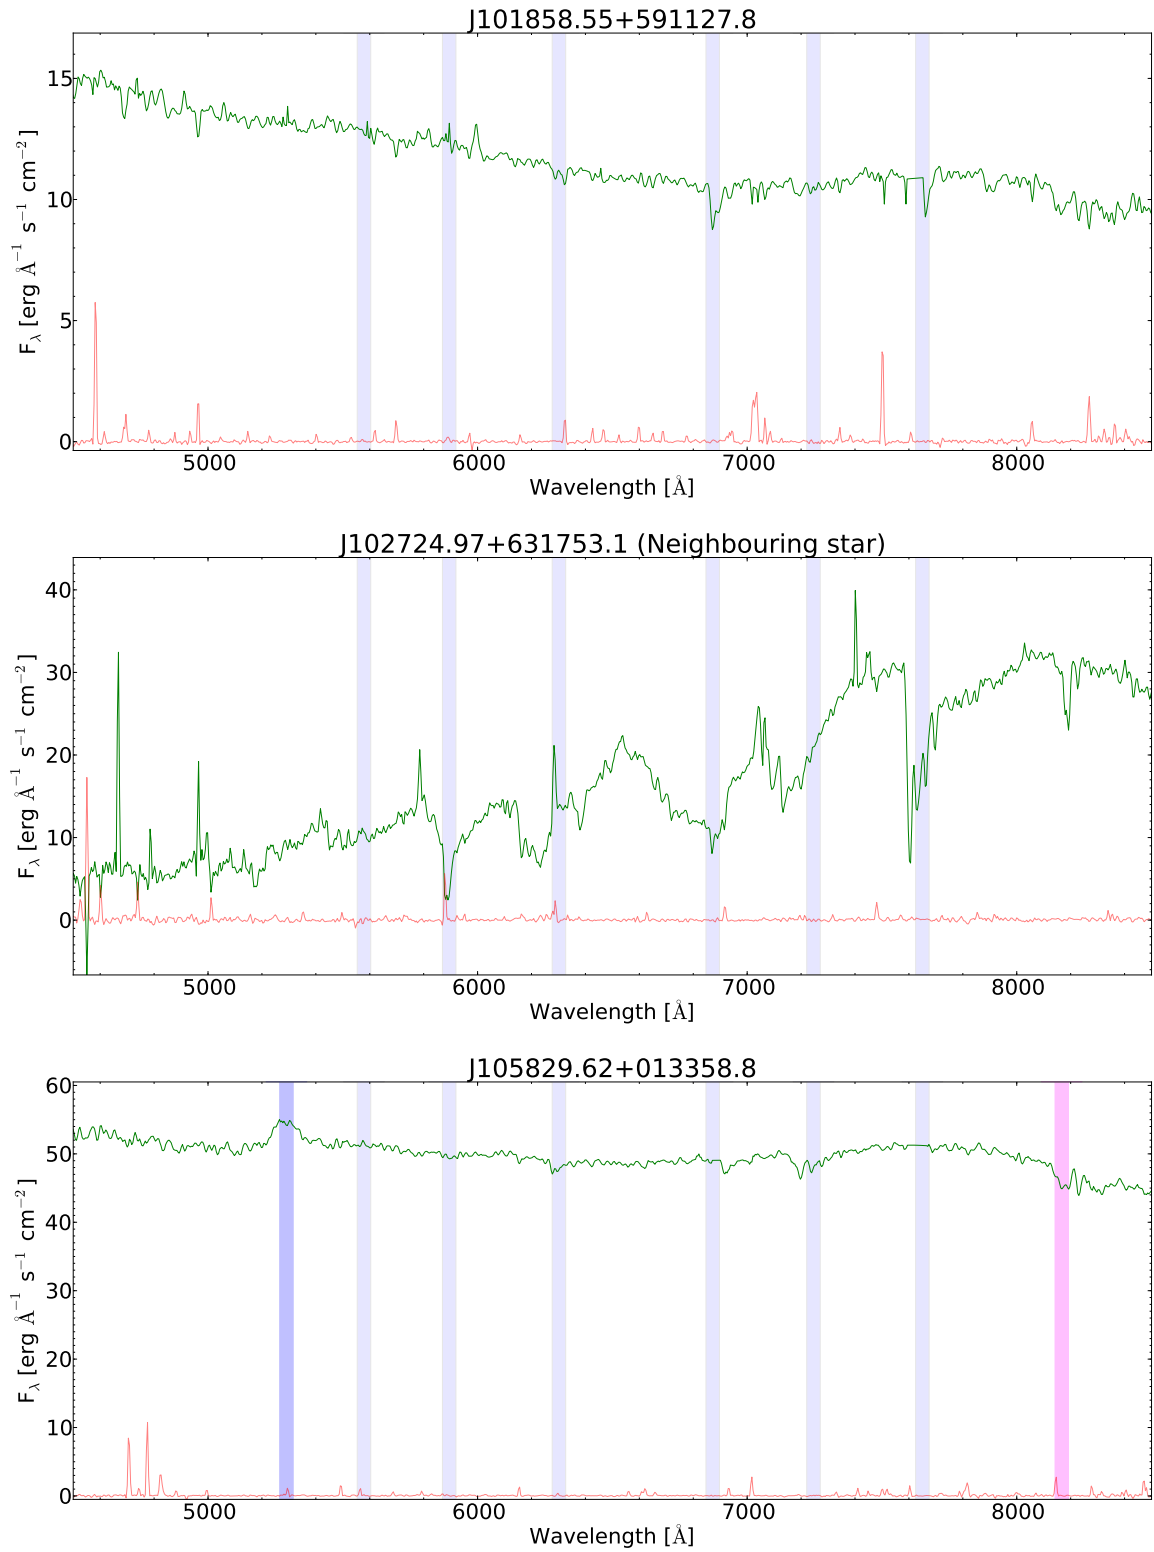 J101858.55+591127.8
15
10
5
0
F_λ [erg Å⁻¹ s⁻¹ cm⁻²]
5000 6000 7000 8000
Wavelength [Å]
J102724.97+631753.1 (Neighbouring star)
40
30
20
10
0
F_λ [erg Å⁻¹ s⁻¹ cm⁻²]
5000 6000 7000 8000
Wavelength [Å]
J105829.62+013358.8
60
50
40
30
20
10
0
F_λ [erg Å⁻¹ s⁻¹ cm⁻²]
5000 6000 7000 8000
Wavelength [Å]